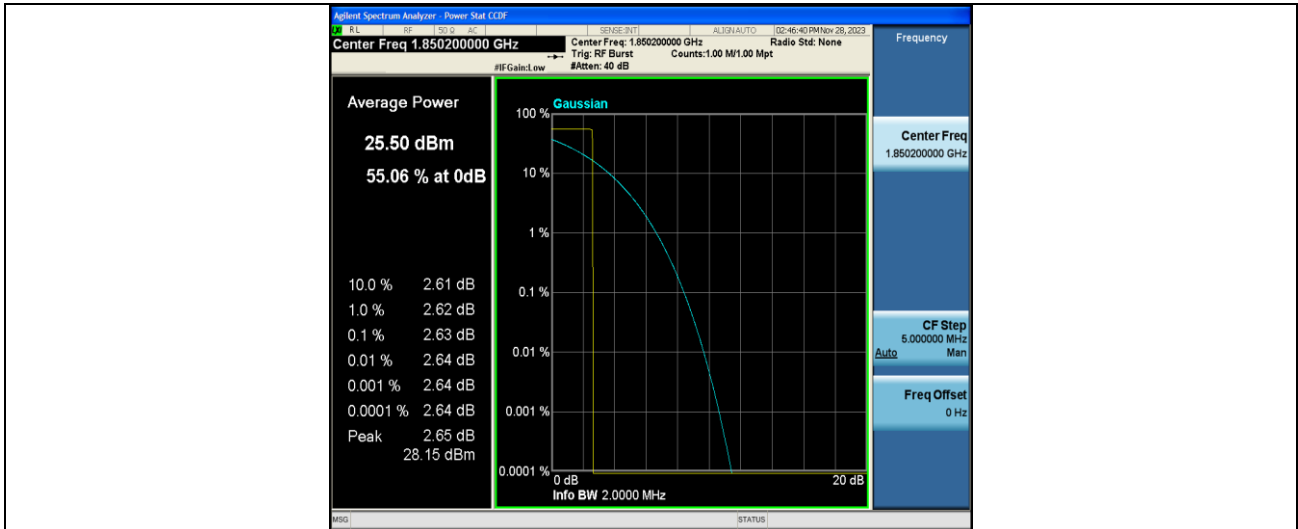 Agilent Spectrum Analyzer - Power Stat CCDF
RL RF 50 Ω AC SENSE:INT ALIGN AUTO 02:46:40 PM Nov 28, 2023
Center Freq 1.850200000 GHz
Center Freq: 1.850200000 GHz Radio Std: None
Trig: RF Burst Counts:1.00 M/1.00 Mpt
#IFGain:Low #Atten: 40 dB
Frequency
Average Power
25.50 dBm
55.06 % at 0dB
10.0 % 2.61 dB
1.0 % 2.62 dB
0.1 % 2.63 dB
0.01 % 2.64 dB
0.001 % 2.64 dB
0.0001 % 2.64 dB
Peak 2.65 dB
28.15 dBm
Gaussian
100 %
10 %
1 %
0.1 %
0.01 %
0.001 %
0.0001 %
0 dB 20 dB
Info BW 2.0000 MHz
Center Freq
1.850200000 GHz
CF Step
5.000000 MHz
Auto Man
Freq Offset
0 Hz
MSG STATUS